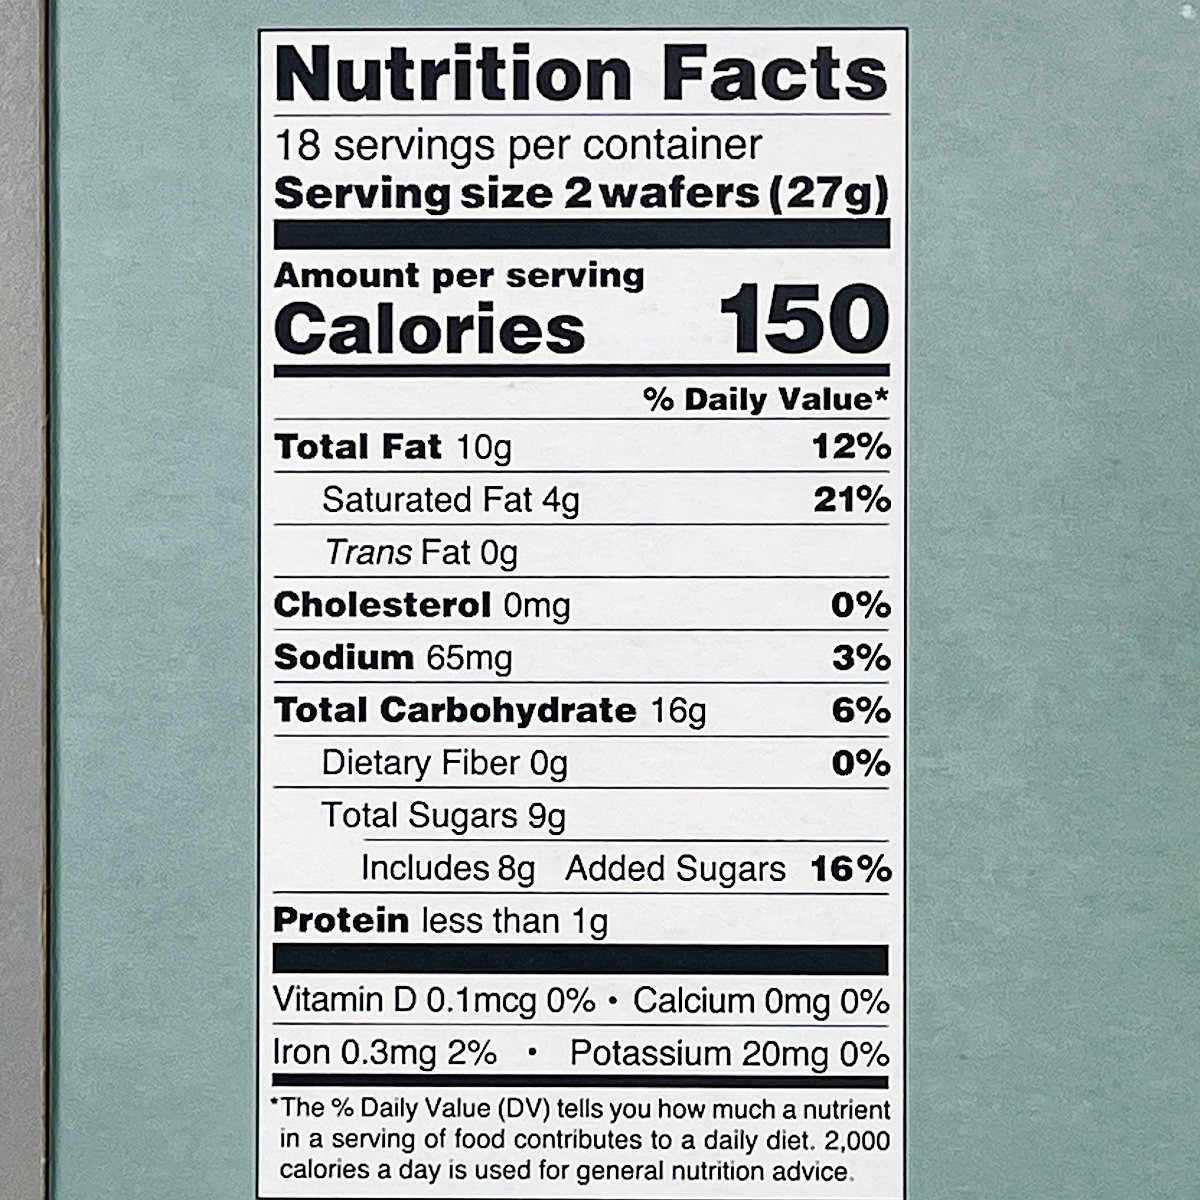 Nutrition Facts
18 servings per container
Serving size 2 wafers (27g)
Amount per serving
Calories 150
% Daily Value*
Total Fat 10g 12%
Saturated Fat 4g 21%
Trans Fat 0g
Cholesterol 0mg 0%
Sodium 65mg 3%
Total Carbohydrate 16g 6%
Dietary Fiber 0g 0%
Total Sugars 9g
Includes 8g Added Sugars 16%
Protein less than 1g
Vitamin D 0.1mcg 0% • Calcium 0mg 0%
Iron 0.3mg 2% • Potassium 20mg 0%
*The % Daily Value (DV) tells you how much a nutrient
in a serving of food contributes to a daily diet. 2,000
calories a day is used for general nutrition advice.